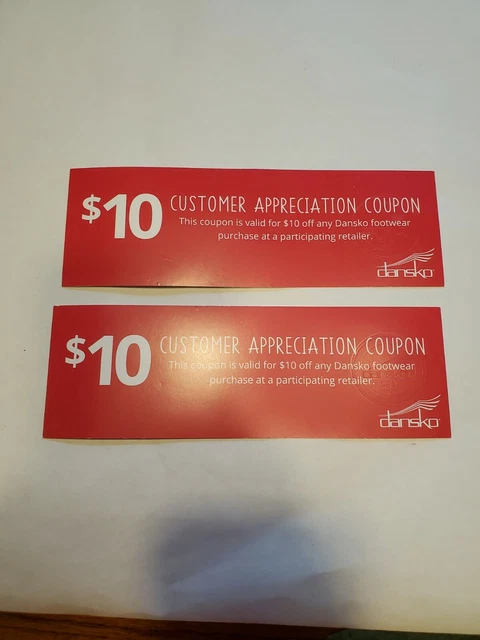 $10
CUSTOMER APPRECIATION COUPON
This coupon is valid for $10 off any Dansko footwear
purchase at a participating retailer.
dansko
$10
CUSTOMER APPRECIATION COUPON
This coupon is valid for $10 off any Dansko footwear
purchase at a participating retailer.
dansko